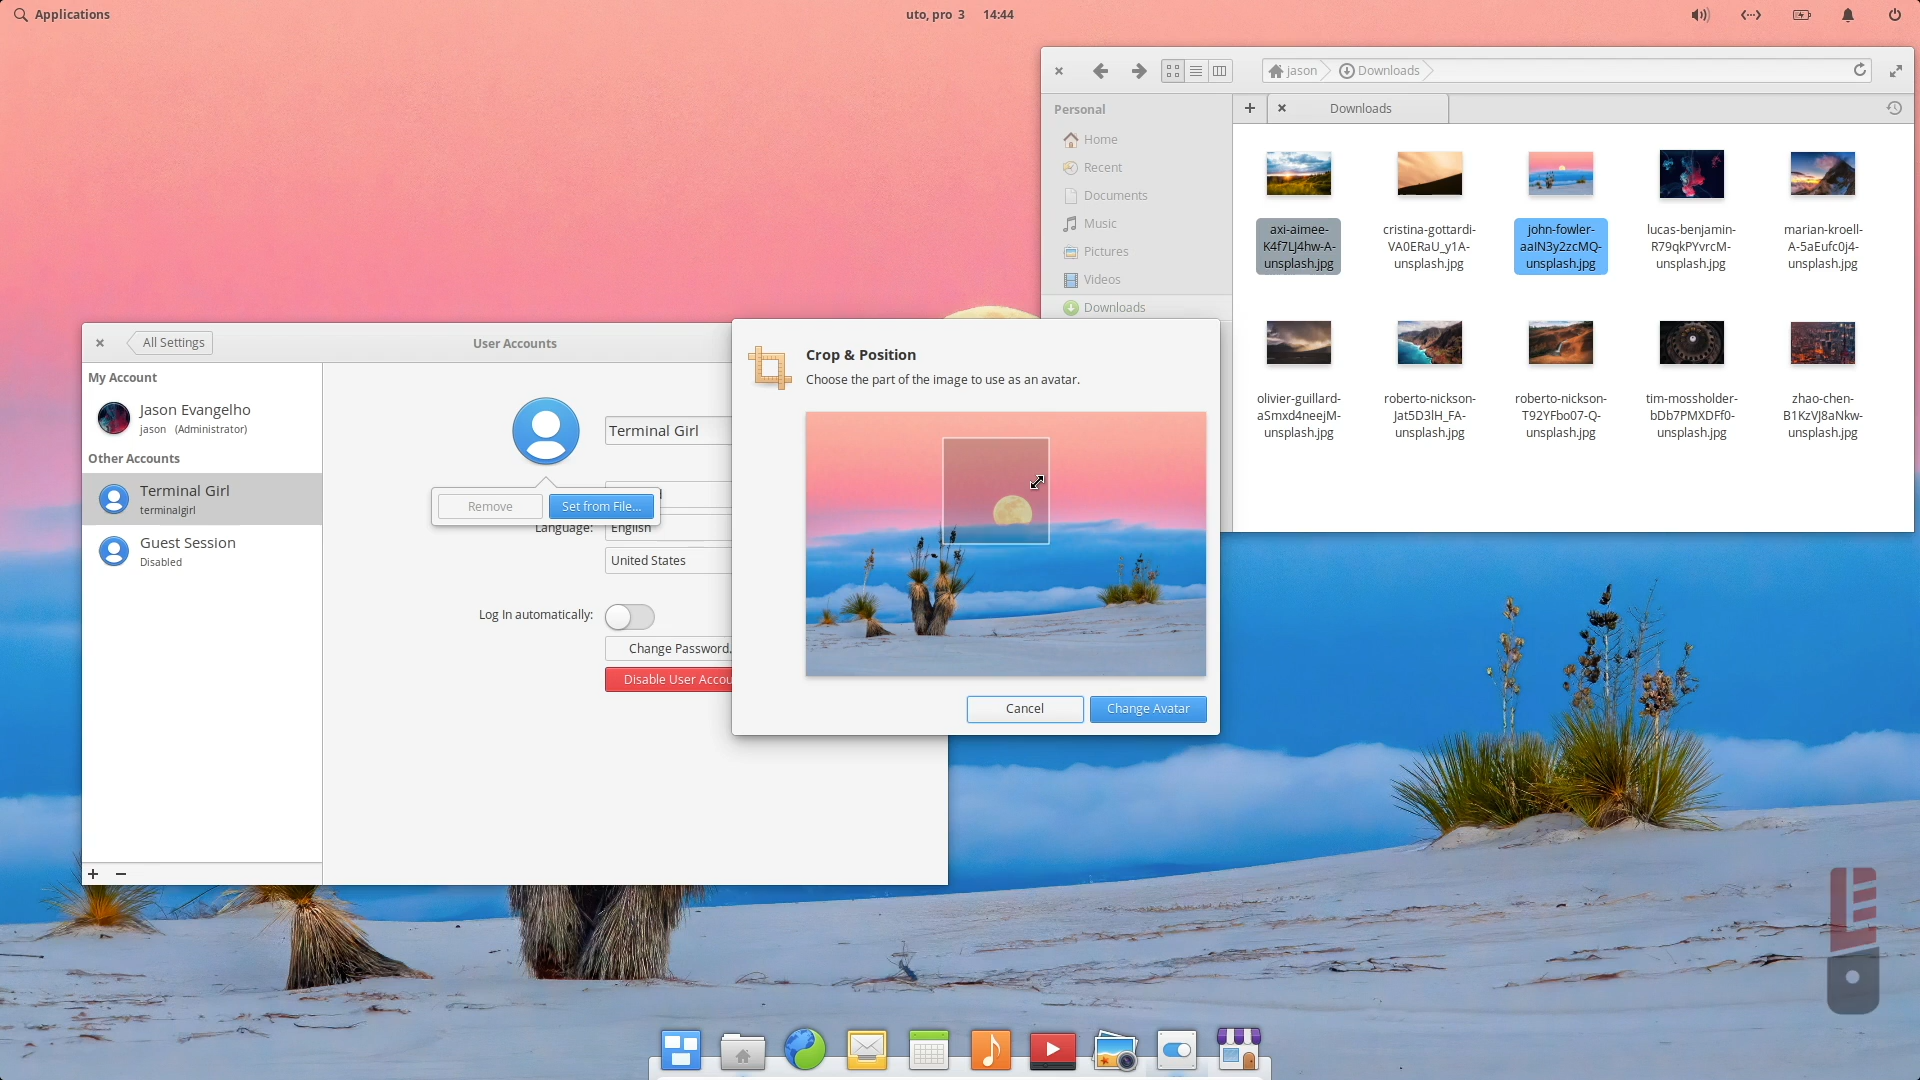 Applications
uto, pro 3 14:44
jason
Downloads
Personal
Home
Recent
Documents
Music
Pictures
Videos
Downloads
Downloads
axi-aimee-
K4f7LJ4hw-A-
unsplash.jpg
cristina-gottardi-
VA0ERaU_y1A-
unsplash.jpg
john-fowler-
aaIN3y2zcMQ-
unsplash.jpg
lucas-benjamin-
R79qkPYvrcM-
unsplash.jpg
marian-kroell-
A-5aEufc0j4-
unsplash.jpg
olivier-guillard-
aSmxd4neejM-
unsplash.jpg
roberto-nickson-
Jat5D3lH_FA-
unsplash.jpg
roberto-nickson-
T92YFbo07-Q-
unsplash.jpg
tim-mossholder-
bDb7PMXDFf0-
unsplash.jpg
zhao-chen-
B1KzVJ8aNkw-
unsplash.jpg
All Settings
User Accounts
My Account
Jason Evangelho
jason (Administrator)
Other Accounts
Terminal Girl
terminalgirl
Guest Session
Disabled
Terminal Girl
Remove
Set from File...
Language:
English
United States
Log In automatically:
Change Password.
Disable User Accou
Crop & Position
Choose the part of the image to use as an avatar.
Cancel
Change Avatar